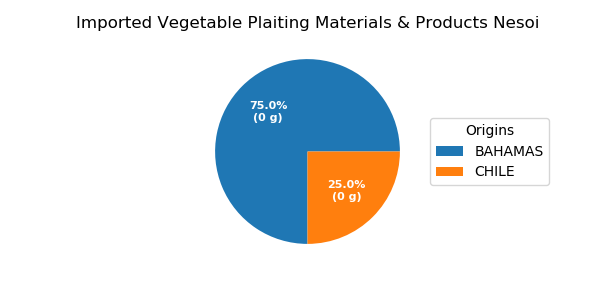 Imported Vegetable Plaiting Materials & Products Nesoi
75.0%
(0 g)
25.0%
(0 g)
Origins
BAHAMAS
CHILE